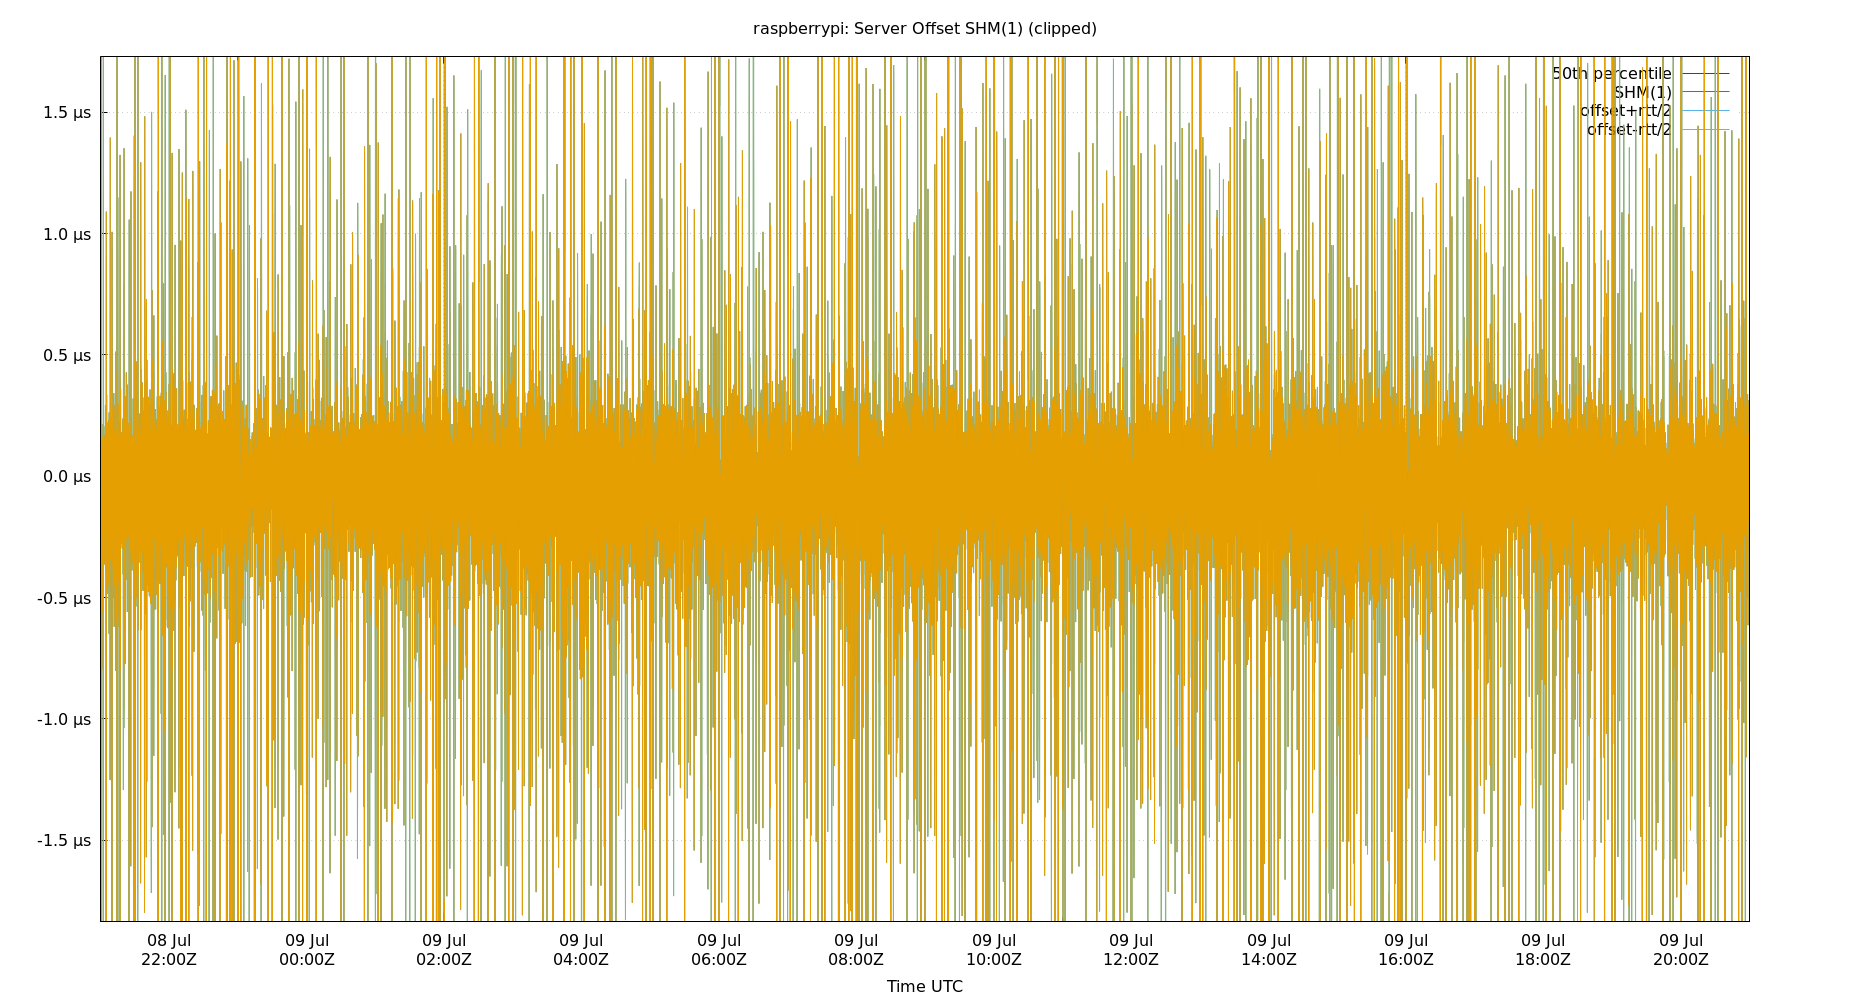 raspberrypi: Server Offset SHM(1) (clipped)
50th percentile
SHM(1)
offset+rtt/2
offset-rtt/2
1.5 µs
1.0 µs
0.5 µs
0.0 µs
-0.5 µs
-1.0 µs
-1.5 µs
08 Jul 09 Jul 09 Jul 09 Jul 09 Jul 09 Jul 09 Jul 09 Jul 09 Jul 09 Jul 09 Jul 09 Jul
22:00Z 00:00Z 02:00Z 04:00Z 06:00Z 08:00Z 10:00Z 12:00Z 14:00Z 16:00Z 18:00Z 20:00Z
Time UTC